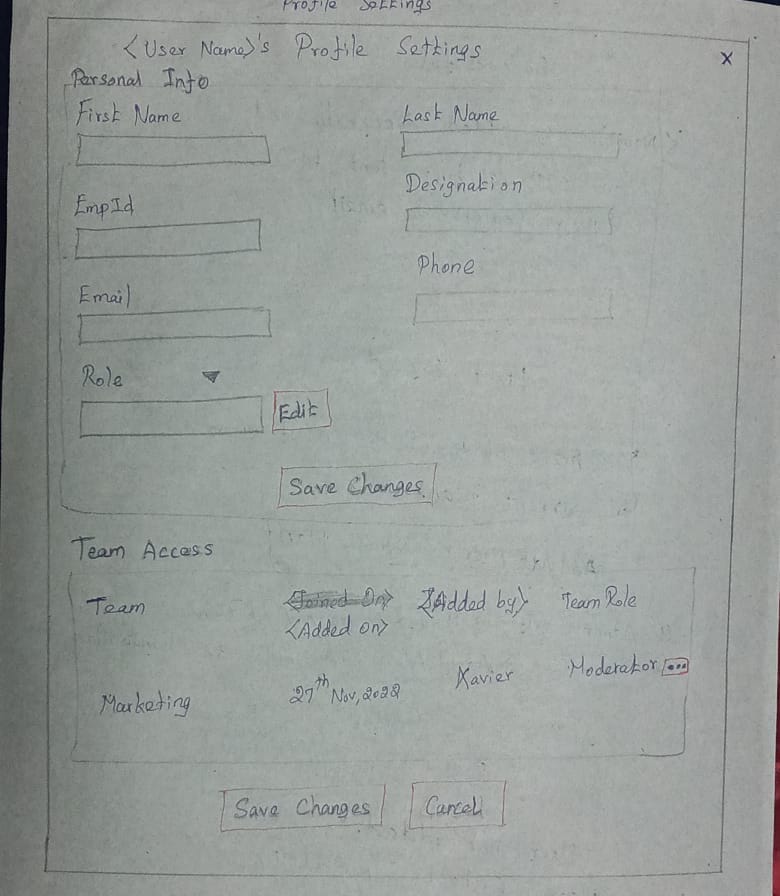 Profile Settings
<User Name>'s Profile Settings
X
Personal Info
First Name
Last Name
EmpId
Designation
Email
Phone
Role
Edit
Save Changes
Team Access
Team <Joined On> <Added by> Team Role
<Added on>
Marketing 27th Nov, 2022 Xavier Moderator ...
Save Changes Cancel